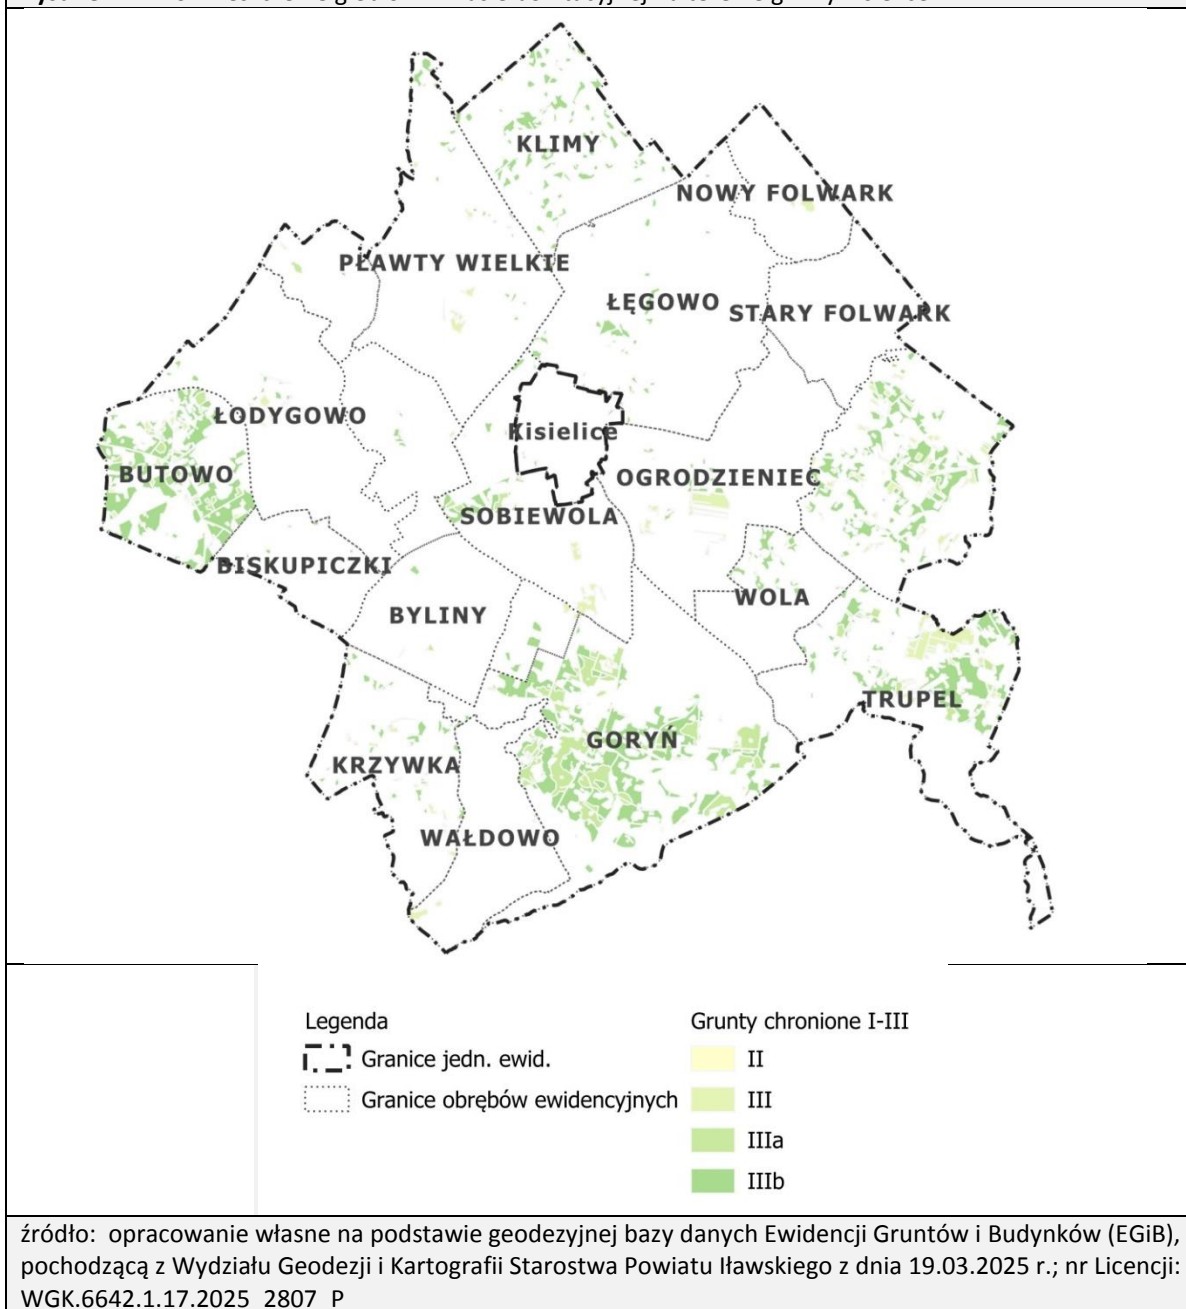 KLIMY
NOWY FOLWARK
PŁAWTY WIELKIE
ŁĘGOWO
STARY FOLWARK
ŁODYGOWO
Kisielice
BUTOWO
OGRODZIENIEC
SOBIEWOLA
BISKUPICZKI
WOLA
BYLINY
TRUPEL
GORYŃ
KRZYWKA
WAŁDOWO
Legenda
Granice jedn. ewid.
Granice obrębów ewidencyjnych
Grunty chronione I-III
II
III
IIIa
IIIb
źródło: opracowanie własne na podstawie geodezyjnej bazy danych Ewidencji Gruntów i Budynków (EGiB),
pochodzącą z Wydziału Geodezji i Kartografii Starostwa Powiatu Iławskiego z dnia 19.03.2025 r.; nr Licencji:
WGK.6642.1.17.2025_2807_P